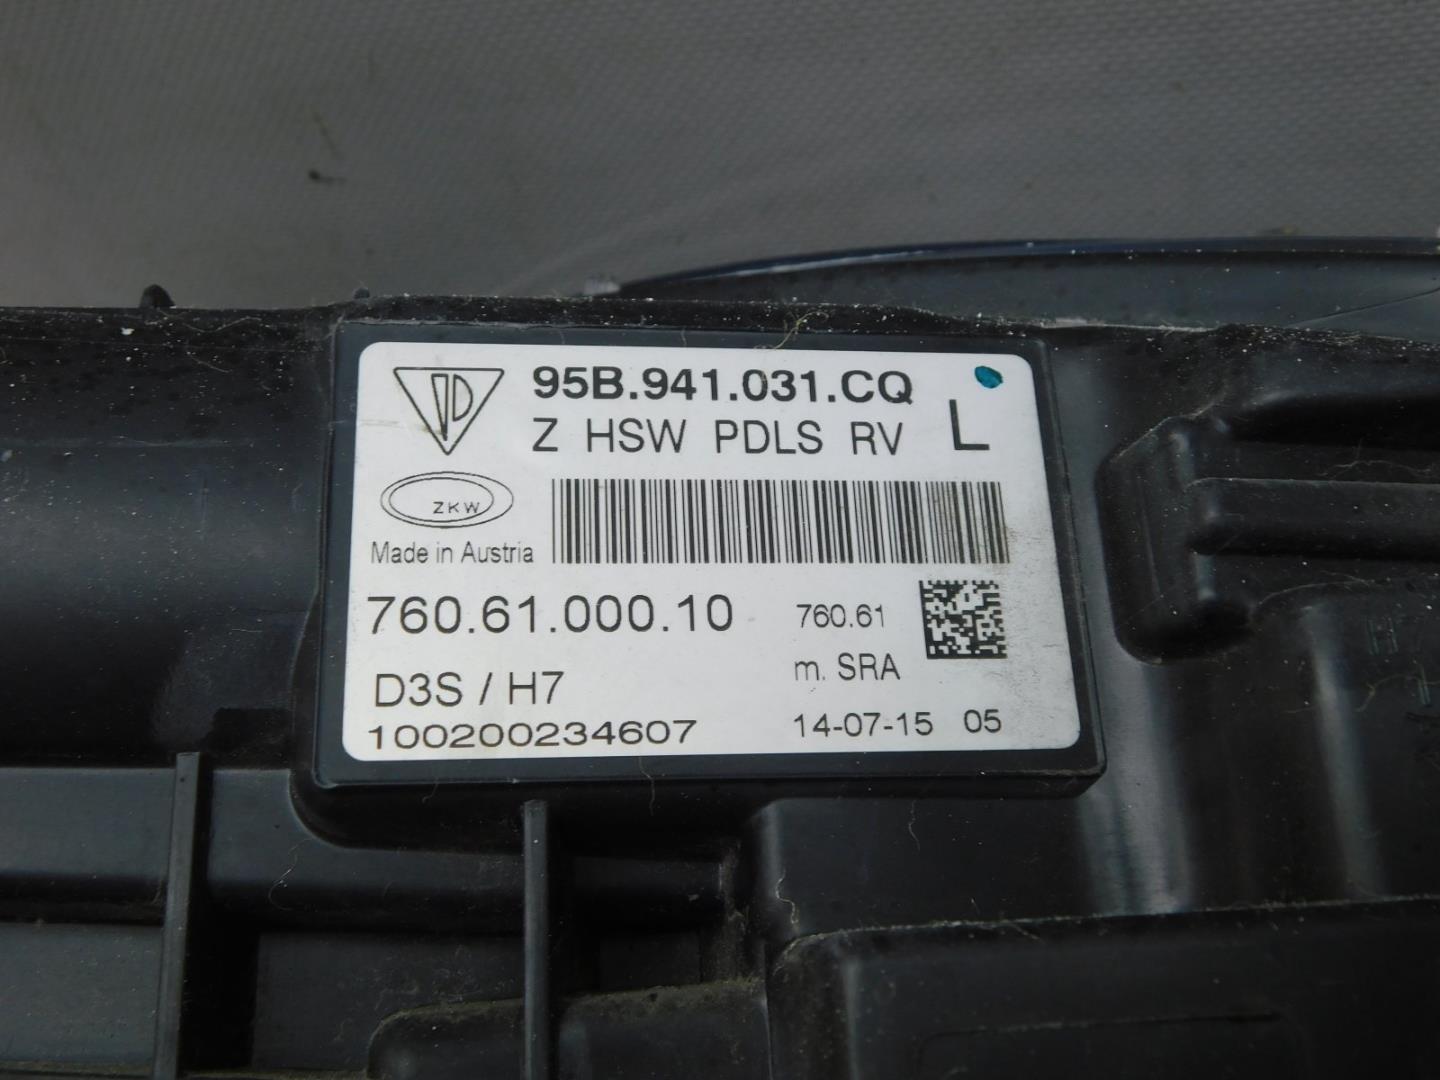 95B.941.031.CQ
Z HSW PDLS RV L
ZKW
Made in Austria
760.61.000.10 760.61
m. SRA
D3S / H7
100200234607 14-07-15 05